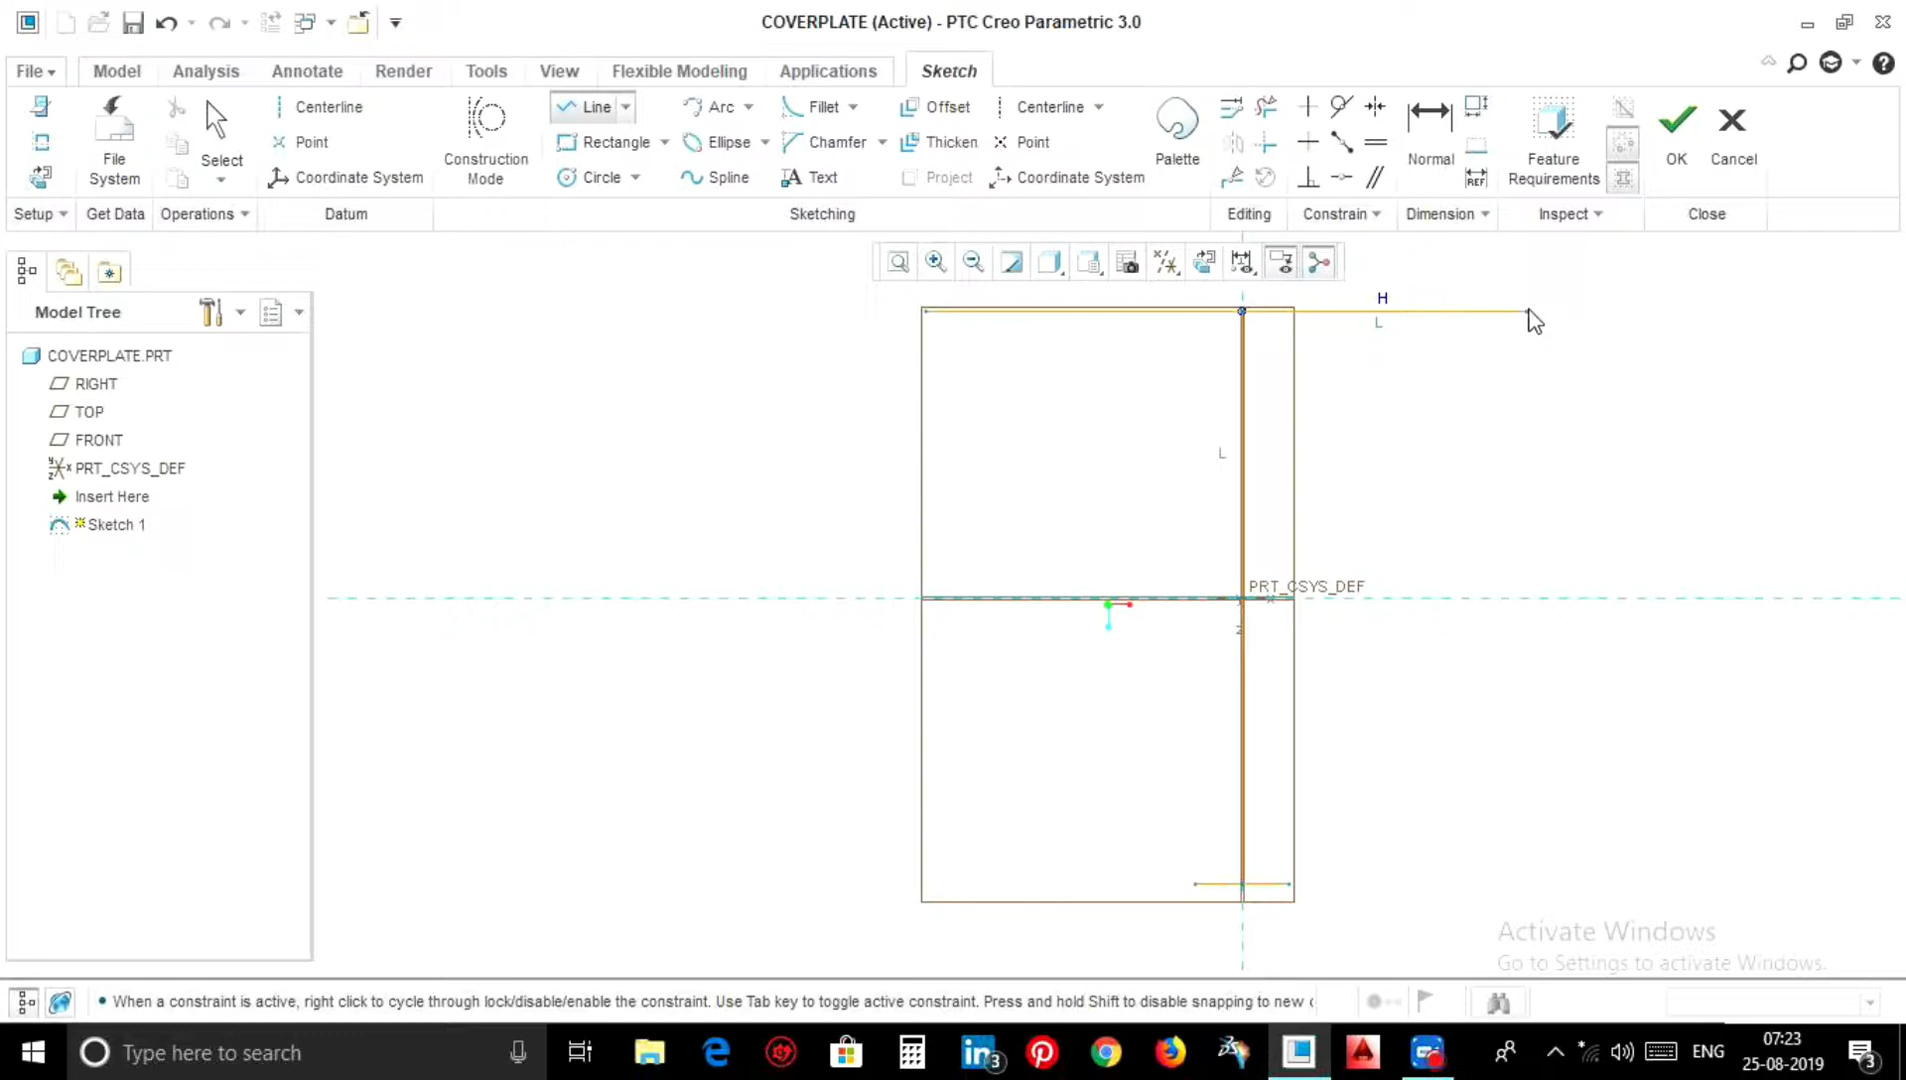 COVERPLATE (Active) - PTC Creo Parametric 3.0
File Model Analysis Annotate Render Tools View Flexible Modeling Applications Sketch
Centerline Line Arc Fillet Offset Centerline
Point Rectangle Ellipse Chamfer Thicken Point
Coordinate System Circle Spline Text Project Coordinate System
File System
Select
Construction Mode
Palette
Normal
REF
Feature Requirements
OK
Cancel
Setup Get Data Operations Datum Sketching Editing Constrain Dimension Inspect Close
Model Tree
COVERPLATE.PRT
RIGHT
TOP
FRONT
PRT_CSYS_DEF
Insert Here
Sketch 1
H
L
L
PRT_CSYS_DEF
z
Activate Windows
Go to Settings to activate Windows.
When a constraint is active, right click to cycle through lock/disable/enable the constraint. Use Tab key to toggle active constraint. Press and hold Shift to disable snapping to new c
Type here to search
3
ENG
07:23
25-08-2019
3